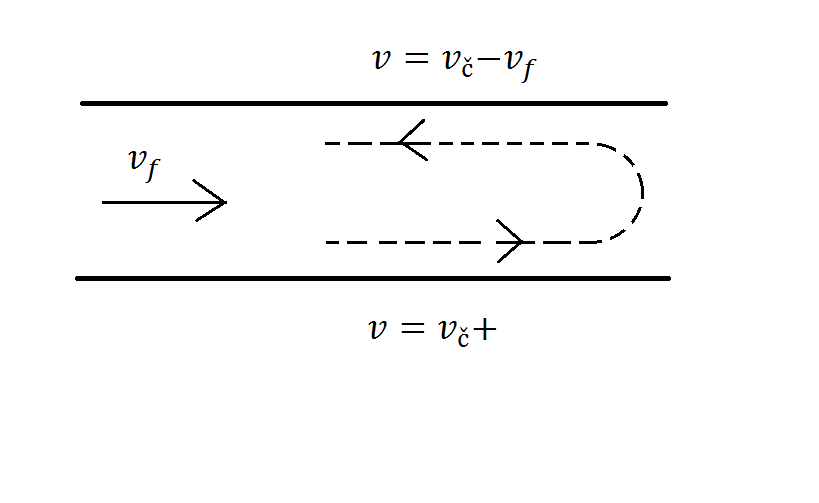 v = vč−vf
vf
v = vč+